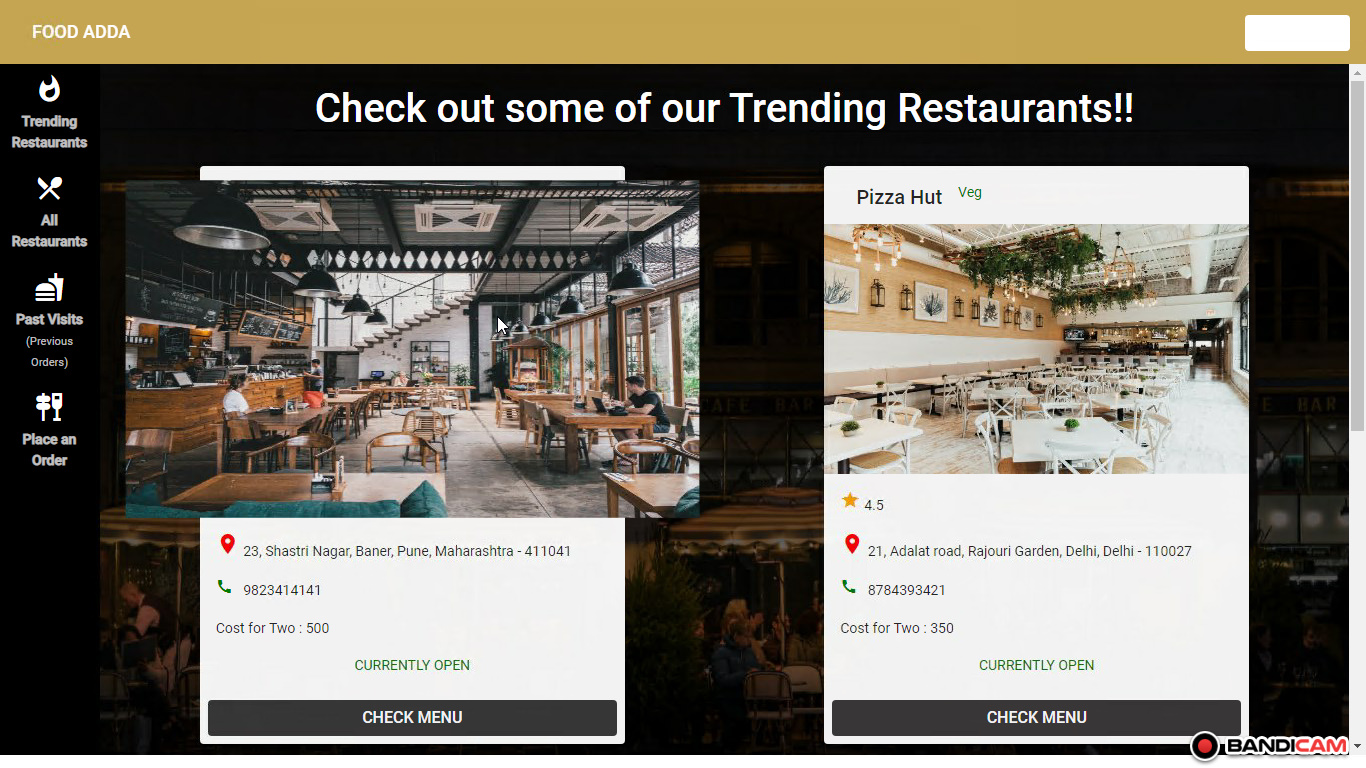 FOOD ADDA
Trending
Restaurants
All
Restaurants
Past Visits
(Previous
Orders)
Place an
Order
Check out some of our Trending Restaurants!!
23, Shastri Nagar, Baner, Pune, Maharashtra - 411041
9823414141
Cost for Two : 500
CURRENTLY OPEN
CHECK MENU
Pizza Hut Veg
4.5
21, Adalat road, Rajouri Garden, Delhi, Delhi - 110027
8784393421
Cost for Two : 350
CURRENTLY OPEN
CHECK MENU
CAFE BAR
E BAR
BANDICAM